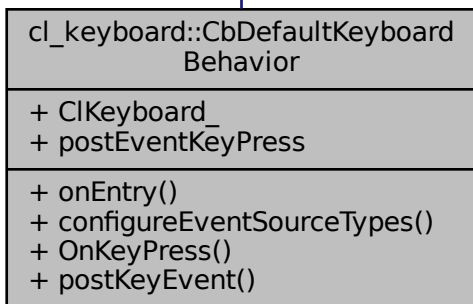 cl_keyboard::CbDefaultKeyboard
Behavior
+ ClKeyboard_
+ postEventKeyPress
+ onEntry()
+ configureEventSourceTypes()
+ OnKeyPress()
+ postKeyEvent()